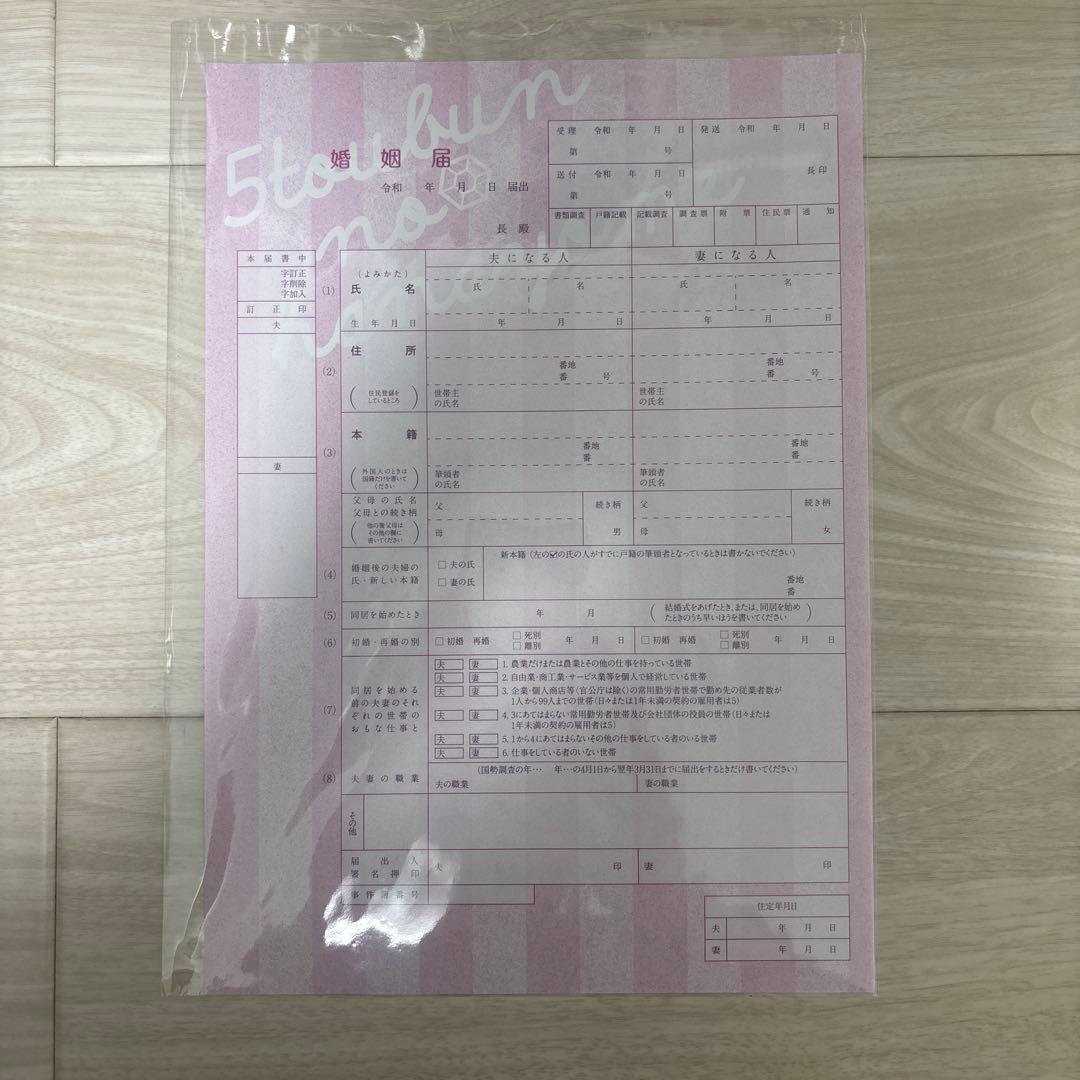 5toubun
no
婚姻届
令和 年 月 日 届出
長 殿
受理 令和 年 月 日
第 号
送付 令和 年 月 日
第 号
発送 令和 年 月 日
長印
書類調査 戸籍記載 記載調査 調査票 附票 住民票 通知
本届書中
字訂正
字削除
字加入
訂正印
夫
妻
夫になる人 妻になる人
(1) (よみかた)
氏名
氏 名 氏 名
生年月日 年 月 日 年 月 日
(2) 住所
番地
番 号
番地
番 号
(住民登録をしているところ)
世帯主の氏名 世帯主の氏名
(3) 本籍
番地
番
番地
番
(外国人のときは国籍だけを書いてください)
筆頭者の氏名 筆頭者の氏名
父母の氏名
父母との続き柄
(他の養父母はその他の欄に書いてください)
父 続き柄 父 続き柄
母 男 母 女
(4) 婚姻後の夫婦の氏・新しい本籍
□夫の氏
□妻の氏
新本籍(左の☑の氏の人がすでに戸籍の筆頭者となっているときは書かないでください)
番地
番
(5) 同居を始めたとき 年 月
(結婚式をあげたとき、または、同居を始めたときのうち早いほうを書いてください)
(6) 初婚・再婚の別 □初婚 再婚 □死別 □離別 年 月 日 □初婚 再婚 □死別 □離別 年 月 日
(7) 同居を始める前の夫妻のそれぞれの世帯のおもな仕事と
夫 妻 1.農業だけまたは農業とその他の仕事を持っている世帯
夫 妻 2.自由業・商工業・サービス業等を個人で経営している世帯
夫 妻 3.企業・個人商店等(官公庁は除く)の常用勤労者世帯で勤め先の従業者数が
1人から99人までの世帯(日々または1年未満の契約の雇用者は5)
夫 妻 4.3にあてはまらない常用勤労者世帯及び会社団体の役員の世帯(日々または
1年未満の契約の雇用者は5)
夫 妻 5.1から4にあてはまらないその他の仕事をしている者のいる世帯
夫 妻 6.仕事をしている者のいない世帯
(8) 夫妻の職業
(国勢調査の年… 年…の4月1日から翌年3月31日までに届出をするときだけ書いてください)
夫の職業 妻の職業
その他
届出人
署名押印
夫 印 妻 印
事件簿番号
住定年月日
夫 年 月 日
妻 年 月 日